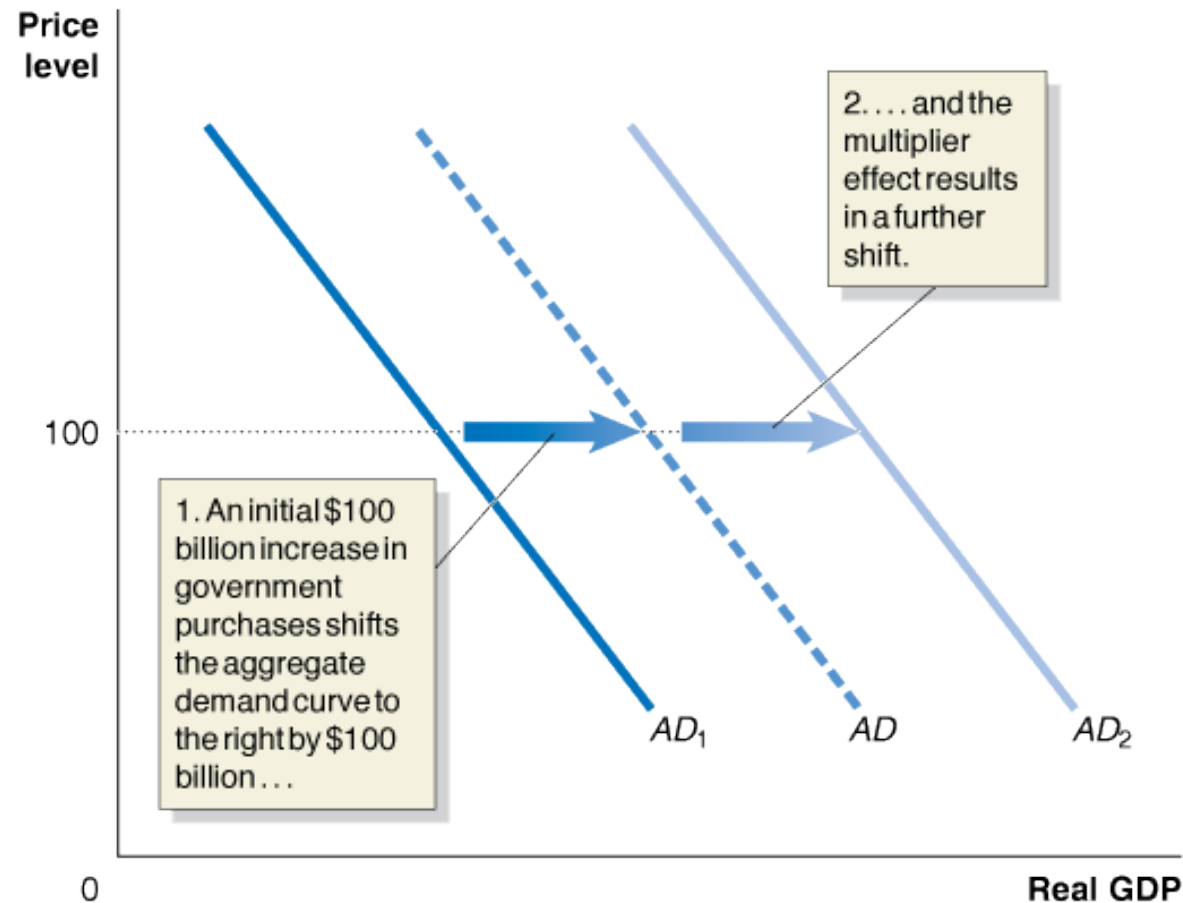 Price
level
2. . . . and the
multiplier
effect results
in a further
shift.
100
1. An initial $100
billion increase in
government
purchases shifts
the aggregate
demand curve to
the right by $100
billion . . .
AD₁
AD
AD₂
0
Real GDP